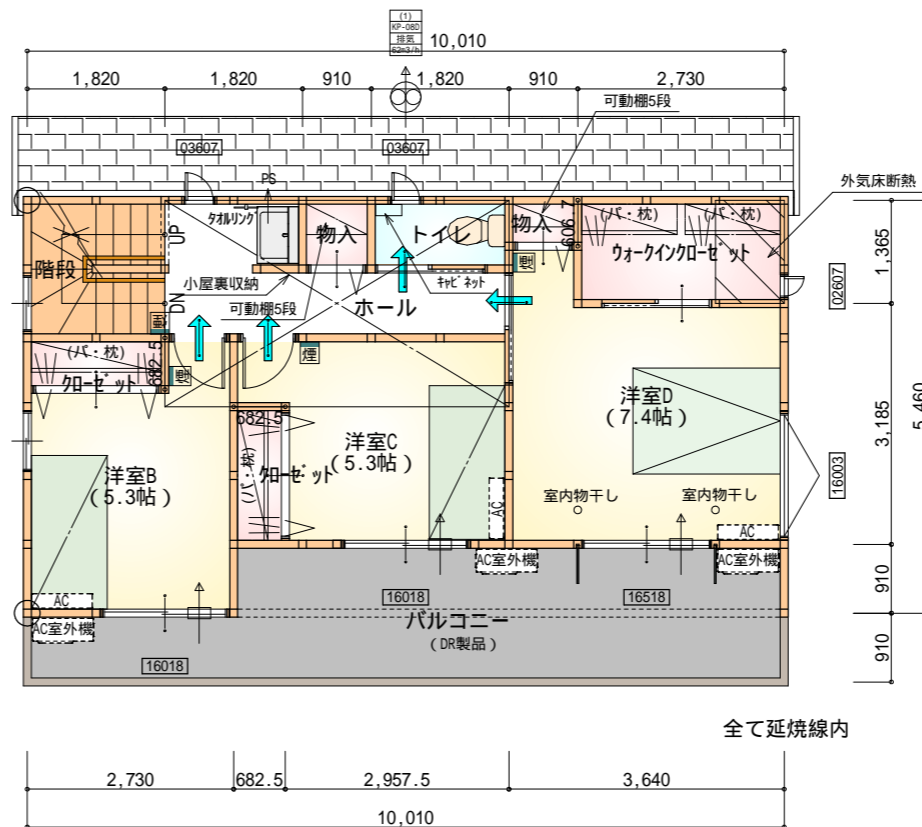 (1)
KP-08D
排気
62m3/h
10,010
1,820
1,820
910
1,820
910
2,730
可動棚5段
03607
03607
PS
外気床断熱
タオルリング
UP
物入
トイレ
物入
606.7
(パ・枕)
(パ・枕)
ウォークインクローゼット
1,365
階段
小屋裏収納
キャビネット
煙
02607
DN
可動棚5段
ホール
(パ・枕)
682.5
煙
煙
クローゼット
洋室D
(7.4帖)
3,185
5,460
682.5
洋室C
(5.3帖)
クローゼット
(パ・枕)
洋室B
(5.3帖)
16003
室内物干し
室内物干し
AC
AC
AC室外機
AC室外機
910
AC
16018
16518
AC室外機
バルコニー
(DR製品)
910
16018
全て延焼線内
2,730
682.5
2,957.5
3,640
10,010